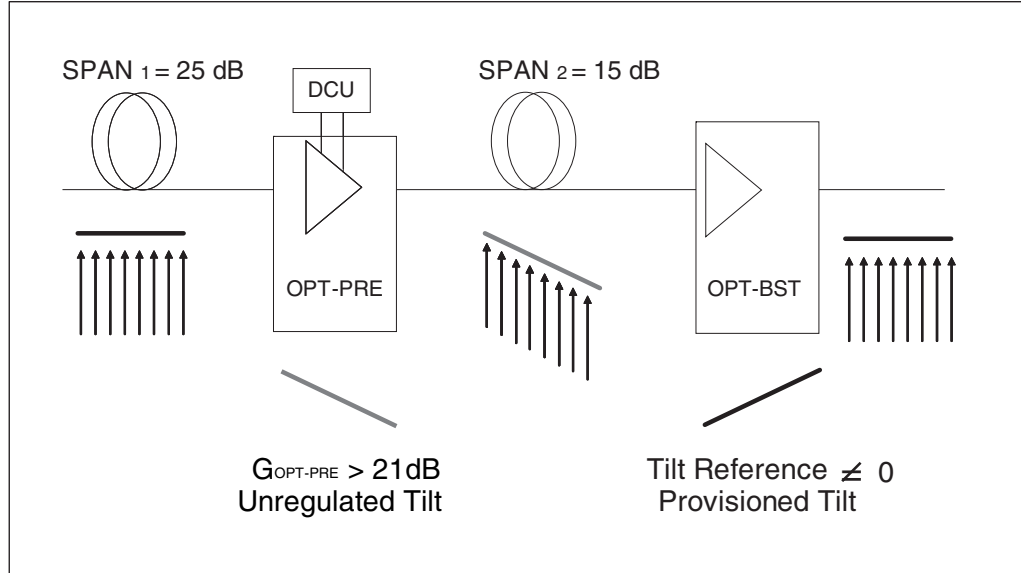 SPAN 1 = 25 dB
DCU
SPAN 2 = 15 dB
OPT-PRE
OPT-BST
GOPT-PRE > 21dB
Unregulated Tilt
Tilt Reference ≠ 0
Provisioned Tilt